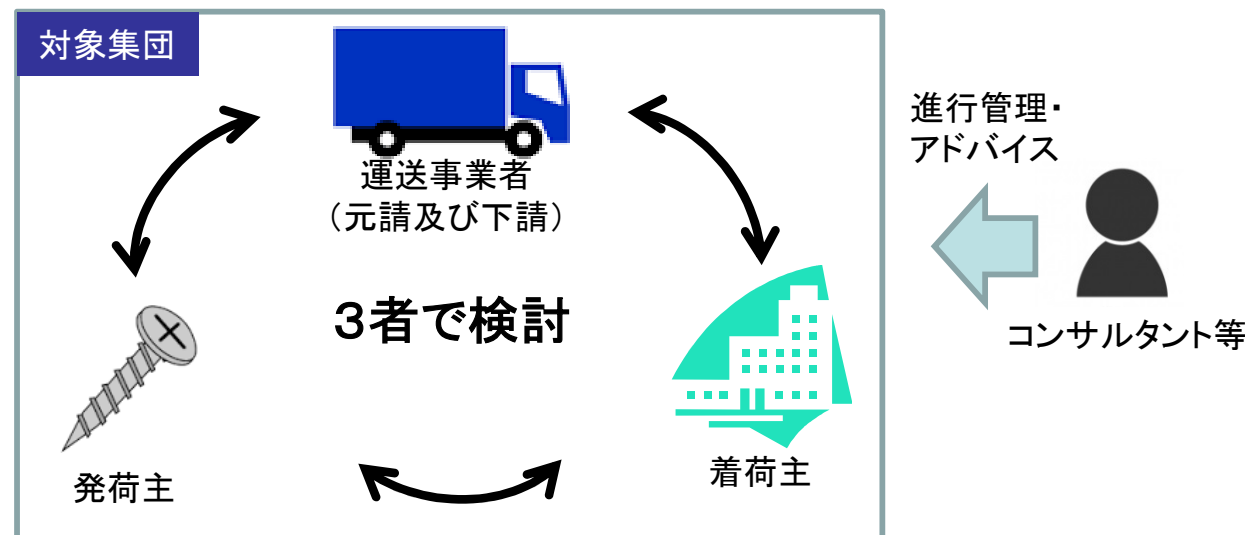 対象集団
運送事業者
（元請及び下請）
３者で検討
発荷主
着荷主
進行管理・
アドバイス
コンサルタント等